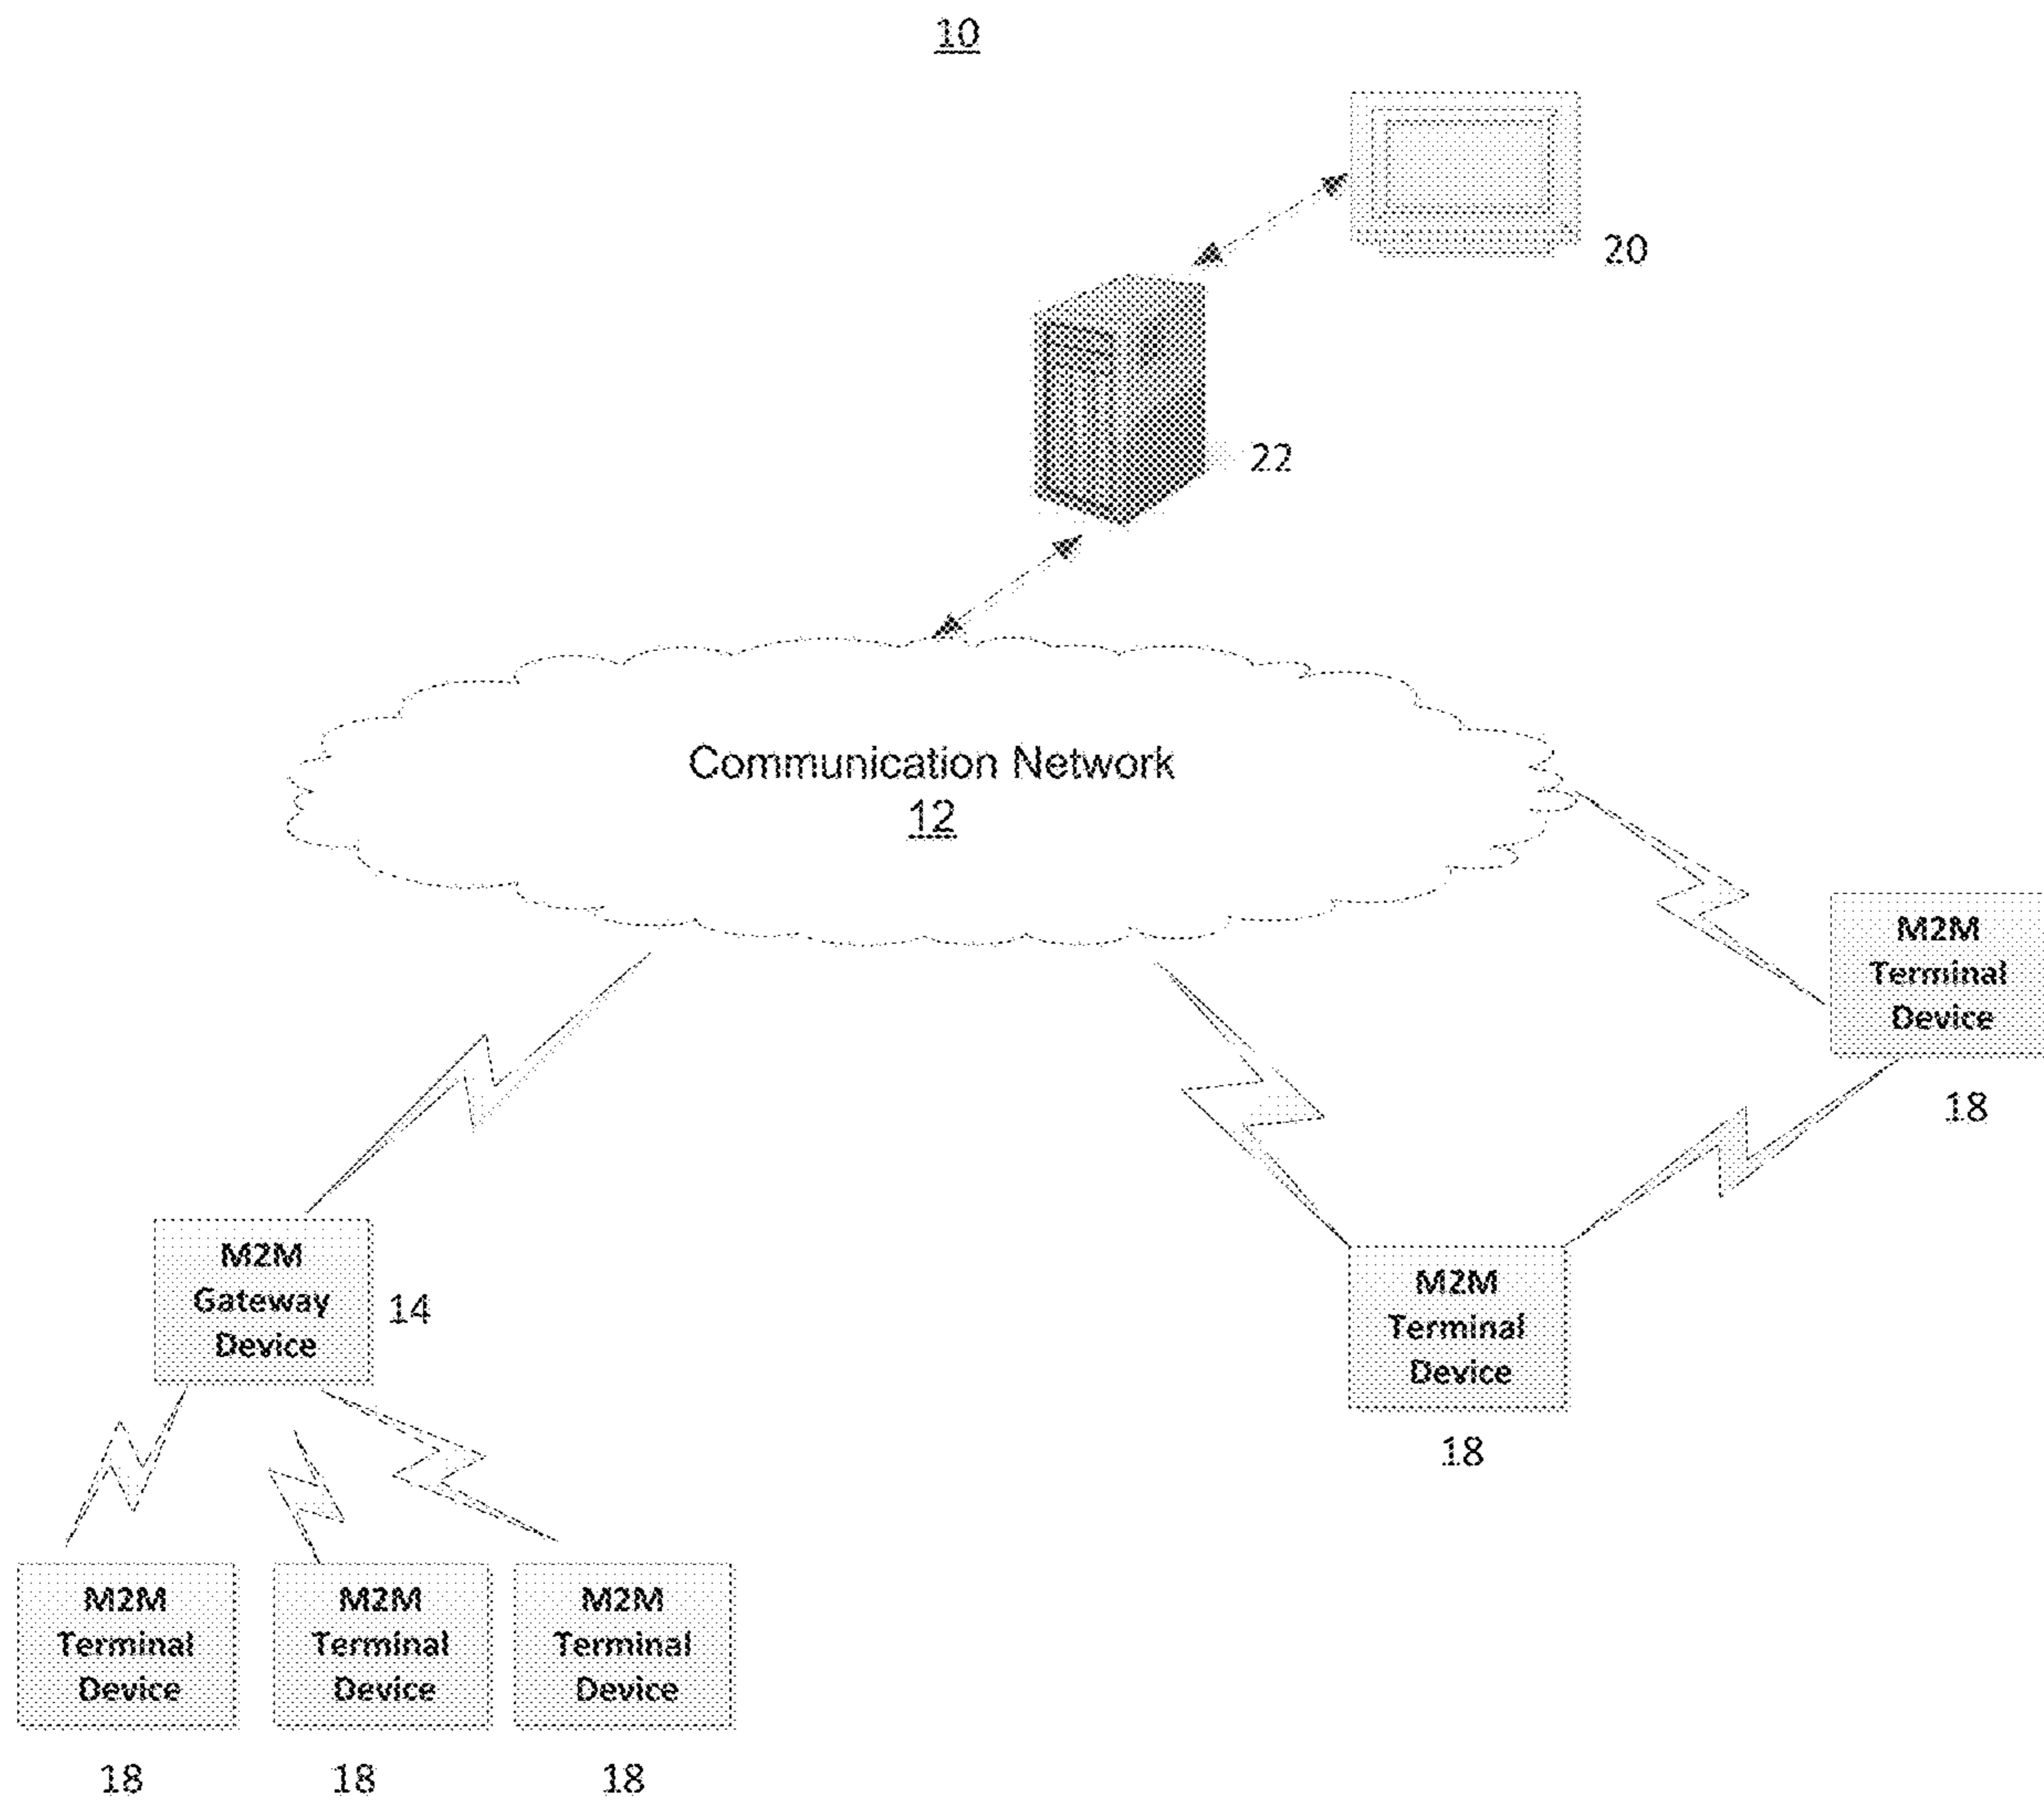 10
20
22
Communication Network
12
M2M
Terminal
Device
18
M2M
Gateway
Device
14
M2M
Terminal
Device
18
M2M
Terminal
Device
18
M2M
Terminal
Device
18
M2M
Terminal
Device
18